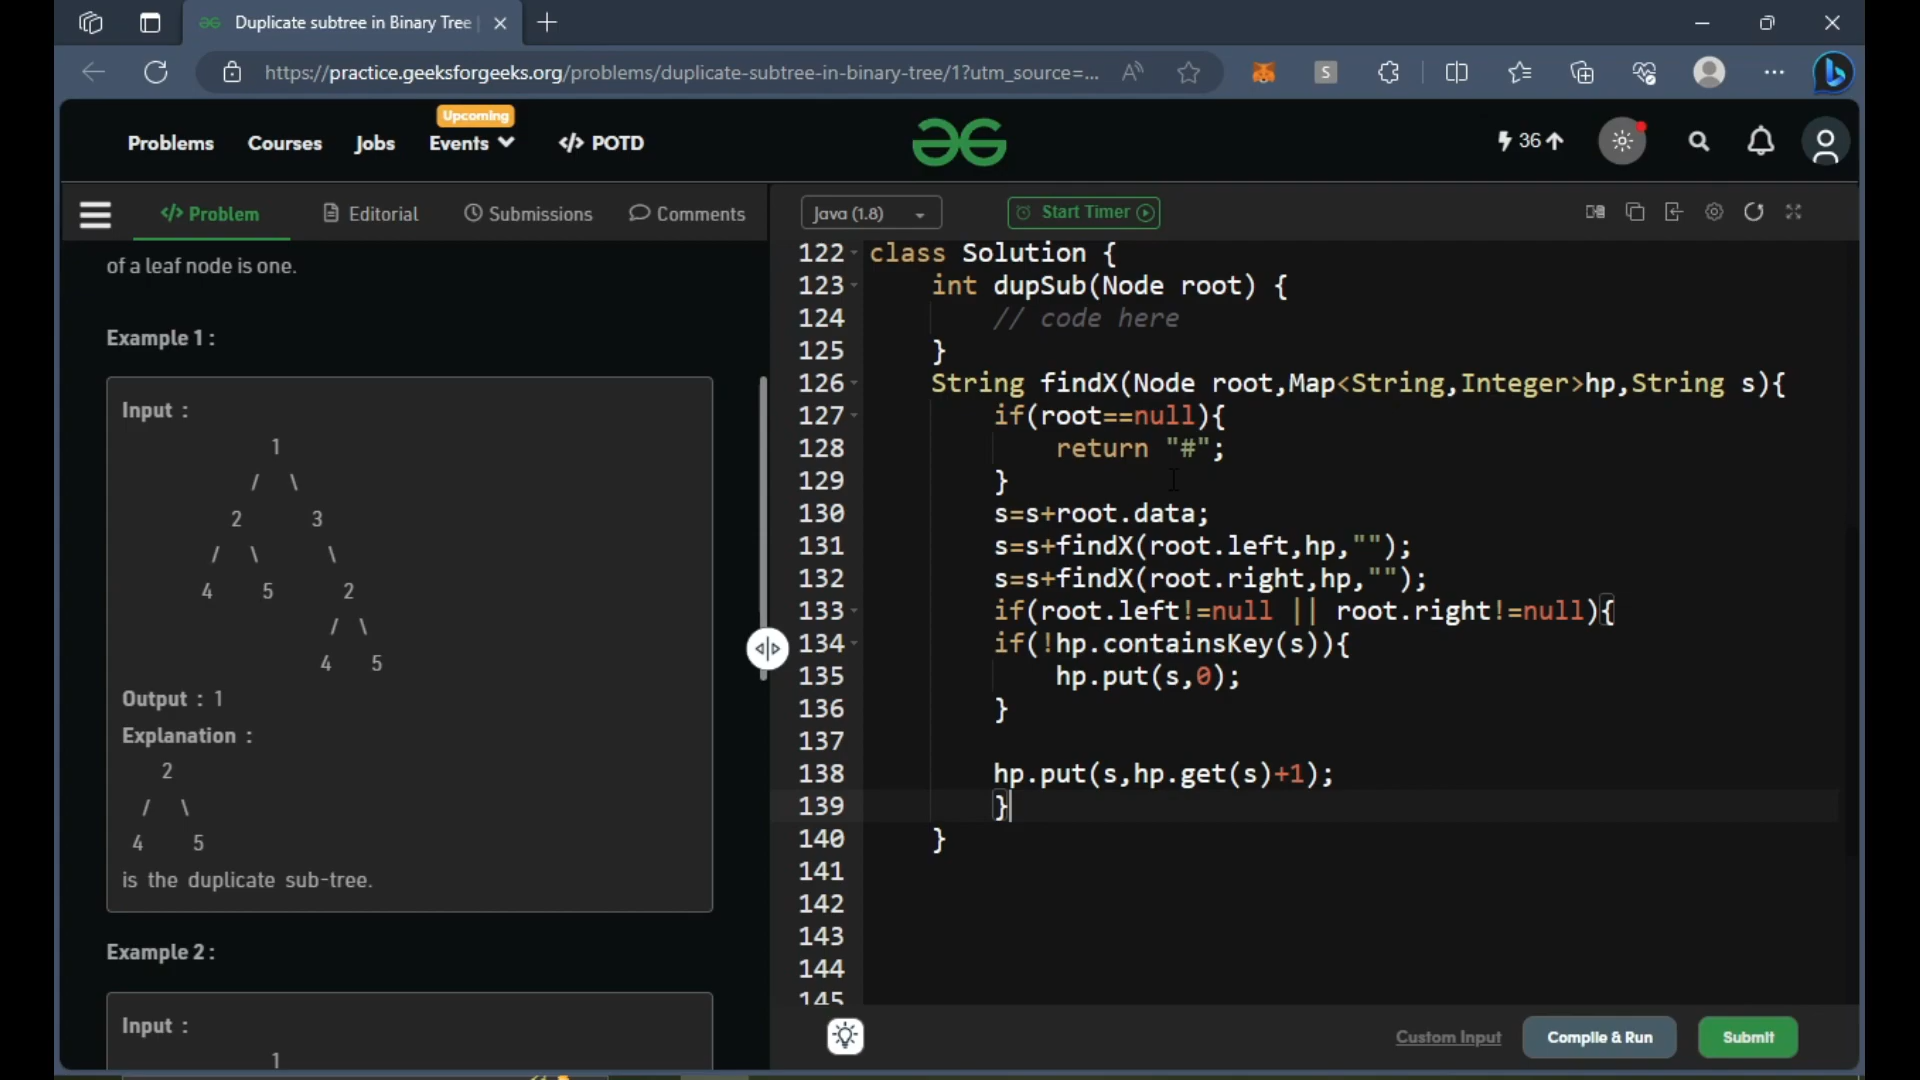 Duplicate subtree in Binary Tree |
https://practice.geeksforgeeks.org/problems/duplicate-subtree-in-binary-tree/1?utm_source=...
Upcoming
Problems Courses Jobs Events </> POTD
36
</> Problem Editorial Submissions Comments
Java (1.8) Start Timer
of a leaf node is one.
Example 1 :
Input :
1
/ \
2 3
/ \ \
4 5 2
/ \
4 5
Output : 1
Explanation :
2
/ \
4 5
is the duplicate sub-tree.
Example 2 :
Input :
1
122 class Solution {
123 int dupSub(Node root) {
124 // code here
125 }
126 String findX(Node root,Map<String,Integer>hp,String s){
127 if(root==null){
128 return "#";
129 }
130 s=s+root.data;
131 s=s+findX(root.left,hp,"");
132 s=s+findX(root.right,hp,"");
133 if(root.left!=null || root.right!=null){
134 if(!hp.containsKey(s)){
135 hp.put(s,0);
136 }
137
138 hp.put(s,hp.get(s)+1);
139 }
140 }
141
142
143
144
145
Custom Input Compile & Run Submit